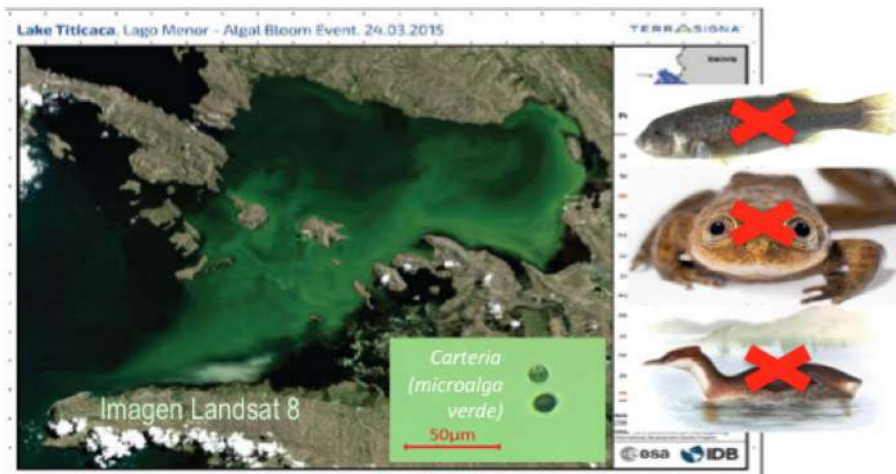 Lake Titicaca. Lago Menor - Algal Bloom Event. 24.03.2015
TERRASIGNA
Carteria
(microalga
verde)
50µm
Imagen Landsat 8
esa
IDB